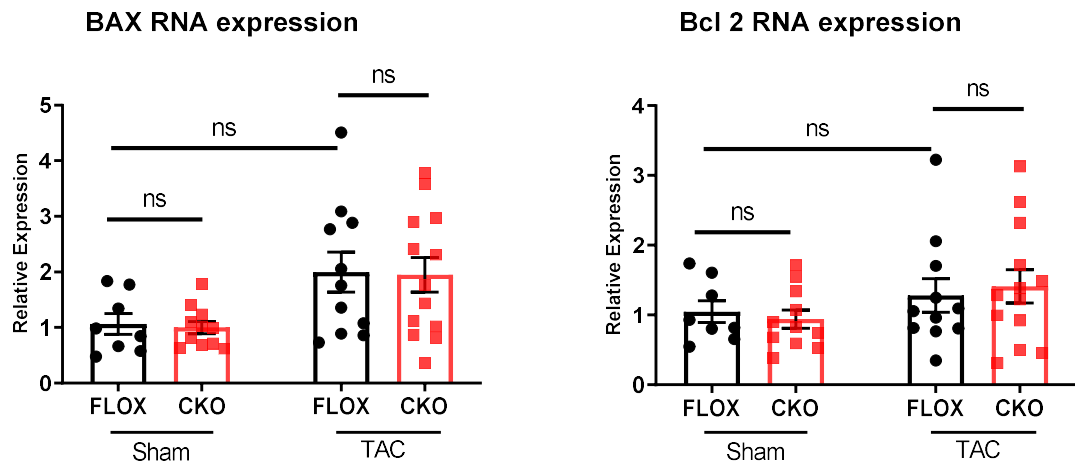 BAX RNA expression
ns
5
ns
4
ns
3
2
1
0
Relative Expression
FLOX CKO FLOX CKO
Sham TAC
Bcl 2 RNA expression
4
ns
ns
3
ns
2
1
0
Relative Expression
FLOX CKO FLOX CKO
Sham TAC